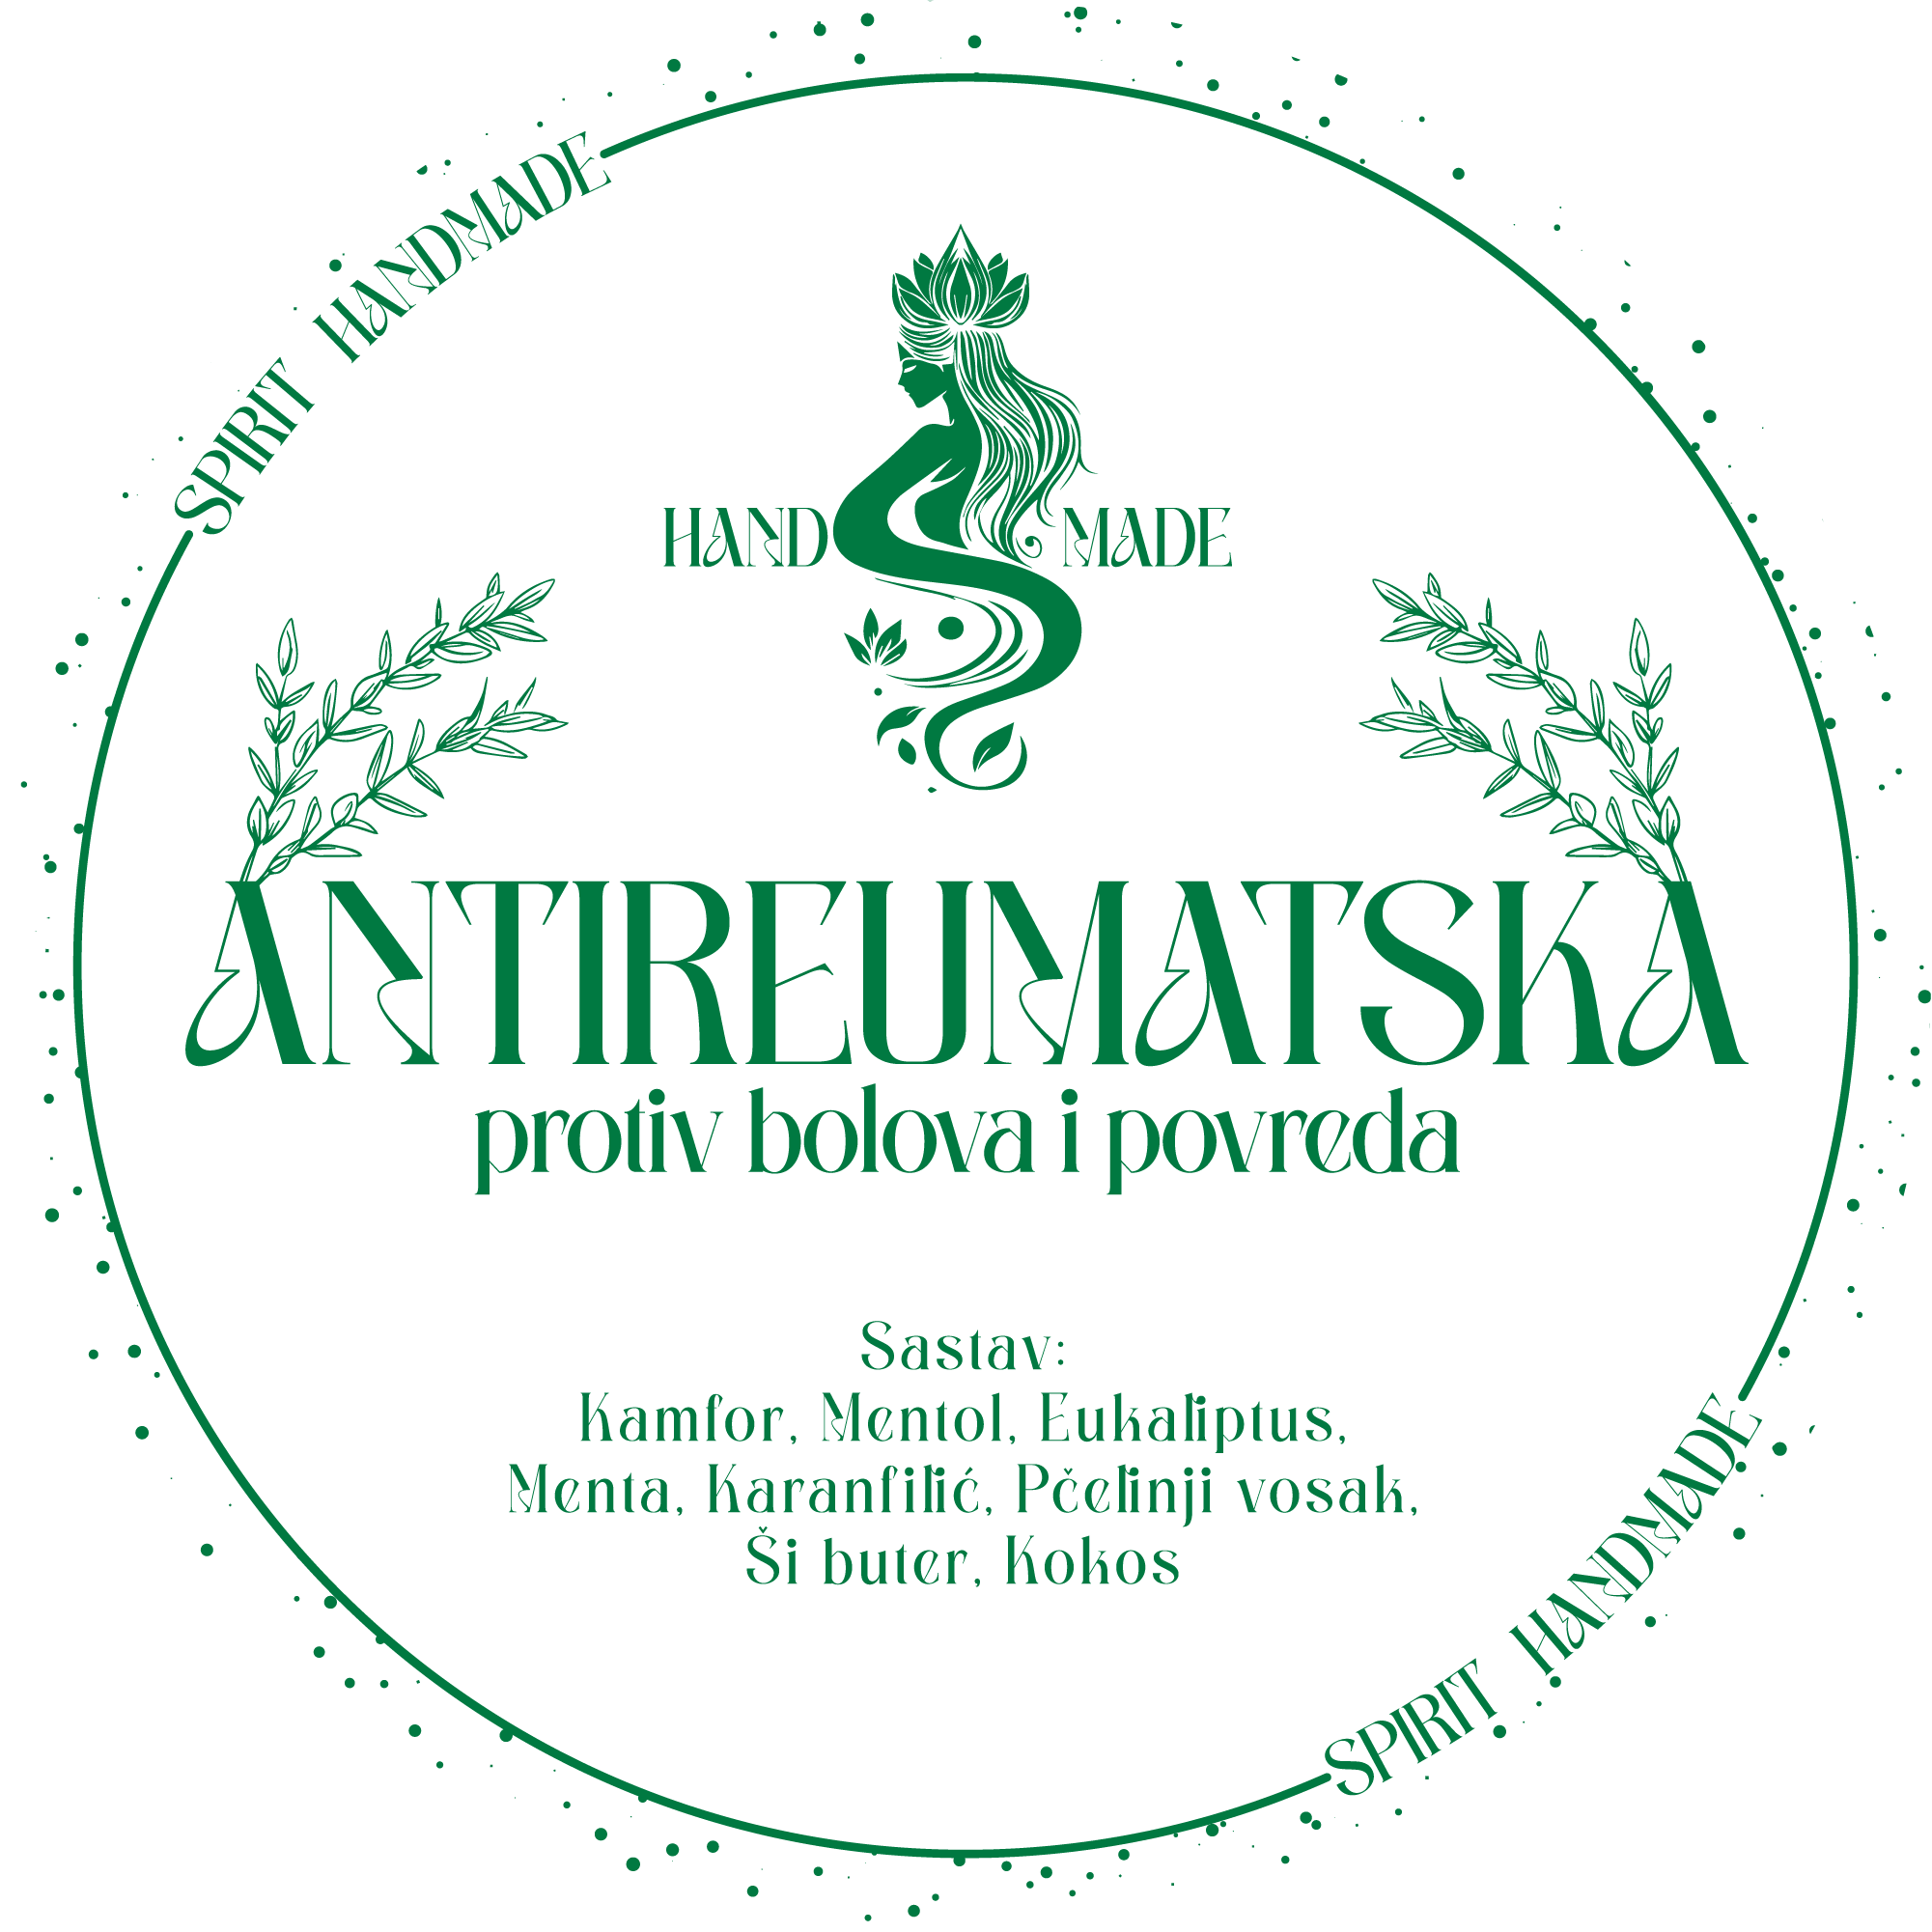 SPIRIT HANDMADE
HAND MADE
ANTIREUMATSKA
protiv bolova i povreda
Sastav:
Kamfor, Mentol, Eukaliptus,
Menta, Karanfilić, Pčelinji vosak,
Ši buter, Kokos
SPIRIT HANDMADE